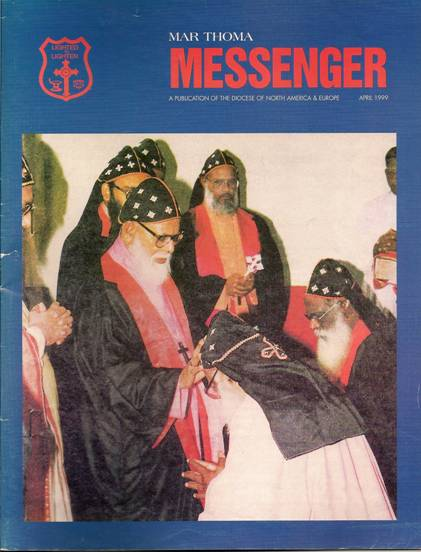 LIGHTED
TO
LIGHTEN
MAR THOMA
MESSENGER
A PUBLICATION OF THE DIOCESE OF NORTH AMERICA & EUROPE APRIL 1999